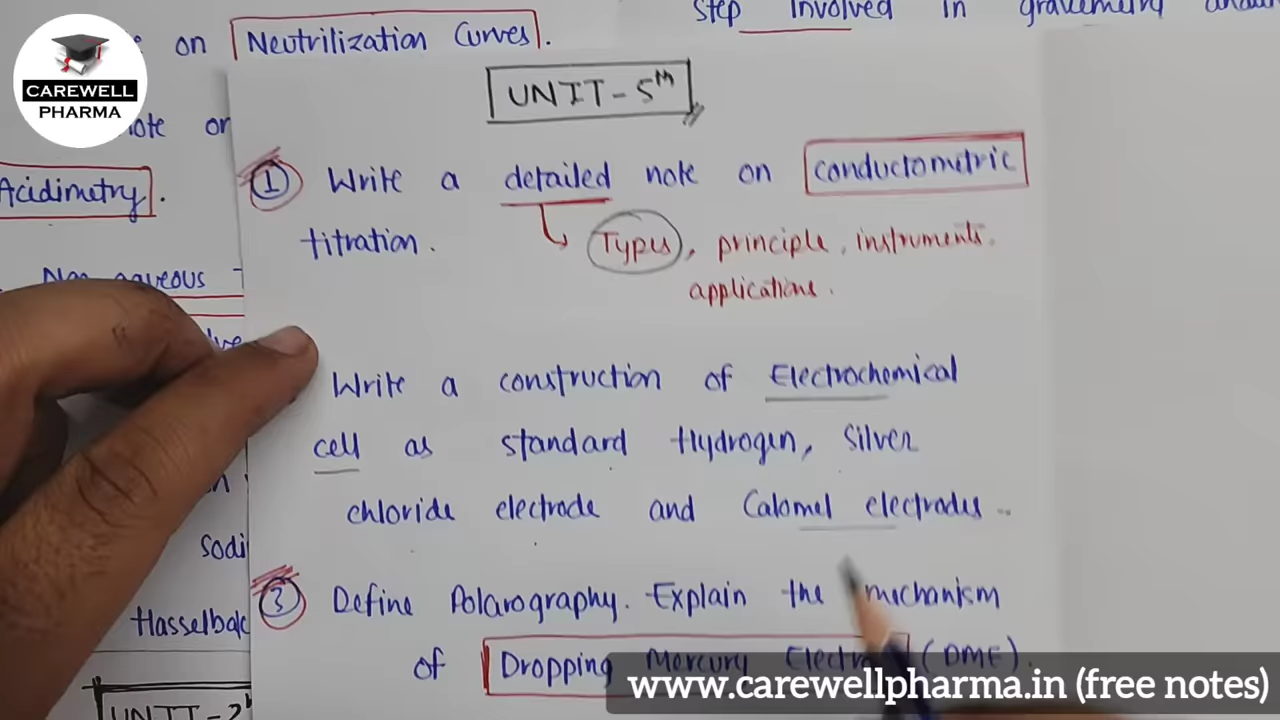 on Neutrilization Curves.
Step involved in
CAREWELL
PHARMA
note on
Acidimetry.
UNIT-5th
① Write a detailed note on conductometric
titration.
Types, principle, instruments.
applications.
Write a construction of Electrochemical
cell as standard Hydrogen, Silver
chloride electrode and Calomel electrodes..
③ Define Polarography. Explain the mechanism
of Dropping Mercury Electrode (DME).
Hasselbalc
UNIT-2
www.carewellpharma.in (free notes)